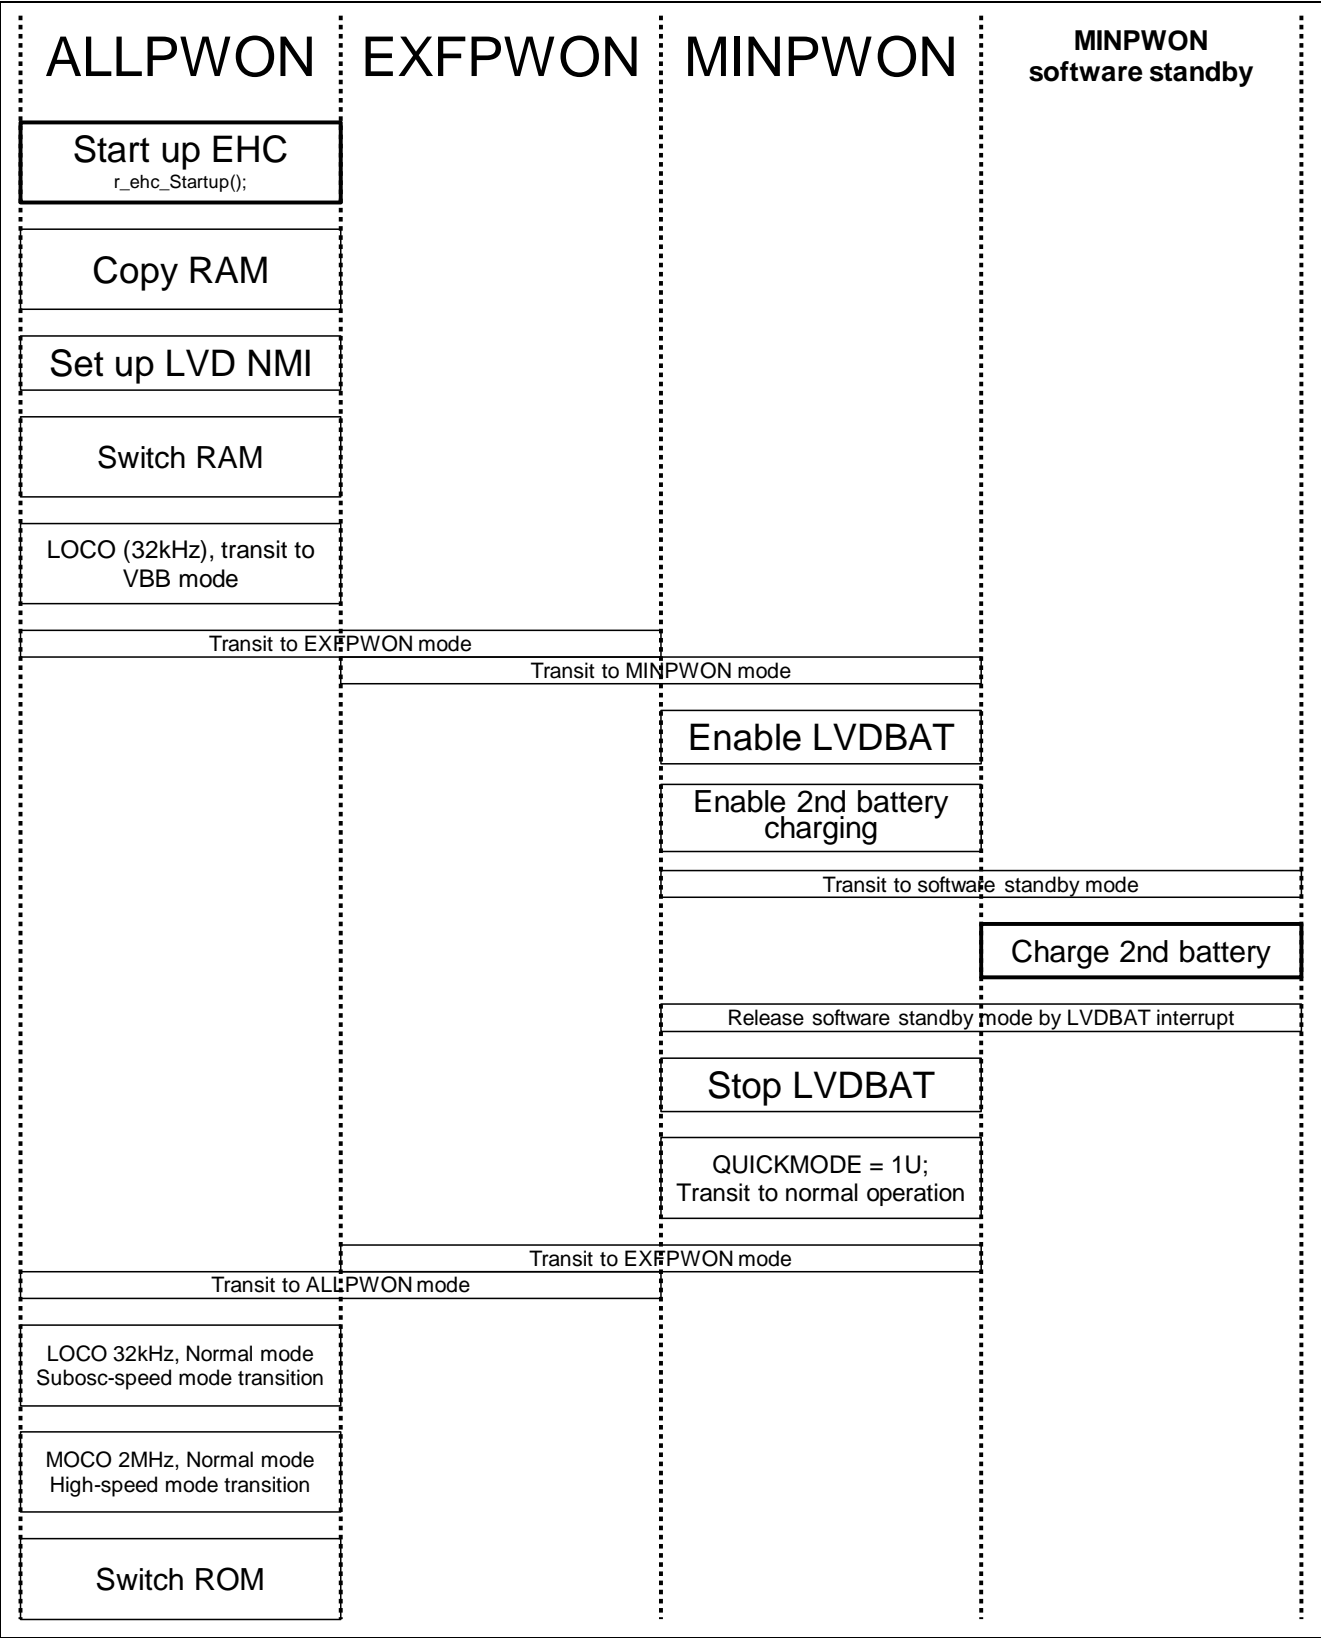 ALLPWON
EXFPWON
MINPWON
MINPWON
software standby
Start up EHC
r_ehc_Startup();
Copy RAM
Set up LVD NMI
Switch RAM
LOCO (32kHz), transit to
VBB mode
Transit to EXFPWON mode
Transit to MINPWON mode
Enable LVDBAT
Enable 2nd battery
charging
Transit to software standby mode
Charge 2nd battery
Release software standby mode by LVDBAT interrupt
Stop LVDBAT
QUICKMODE = 1U;
Transit to normal operation
Transit to EXFPWON mode
Transit to ALLPWON mode
LOCO 32kHz, Normal mode
Subosc-speed mode transition
MOCO 2MHz, Normal mode
High-speed mode transition
Switch ROM